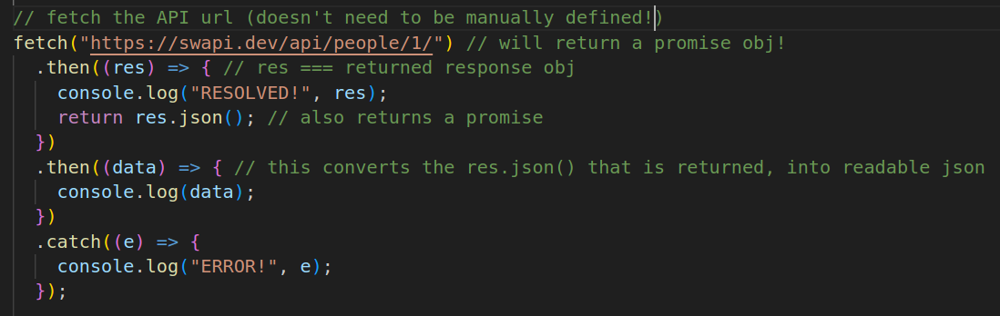 // fetch the API url (doesn't need to be manually defined!)
fetch("https://swapi.dev/api/people/1/") // will return a promise obj!
  .then((res) => { // res === returned response obj
    console.log("RESOLVED!", res);
    return res.json(); // also returns a promise
  })
  .then((data) => { // this converts the res.json() that is returned, into readable json
    console.log(data);
  })
  .catch((e) => {
    console.log("ERROR!", e);
  });